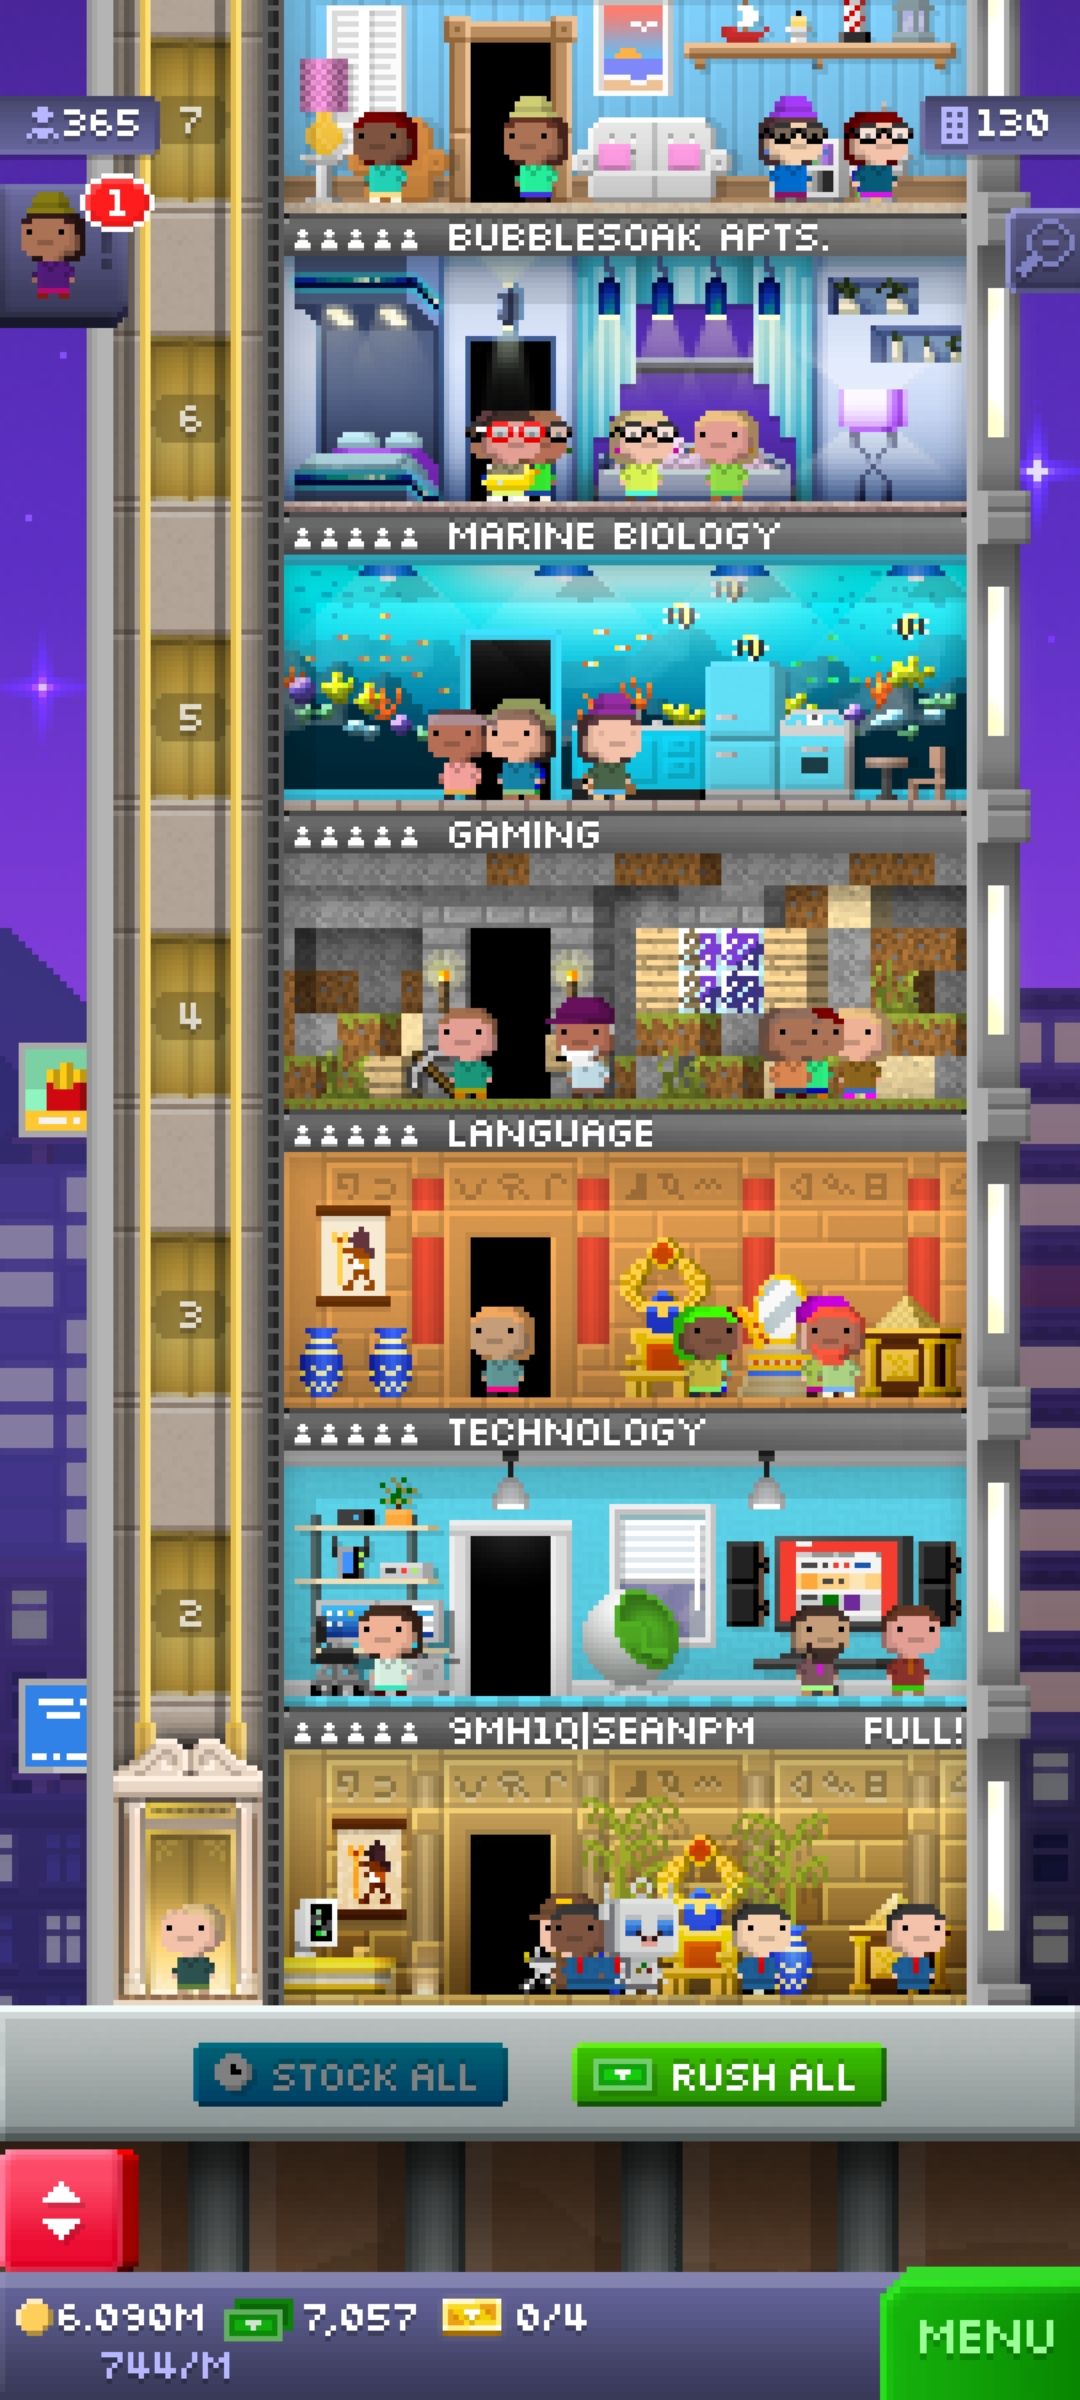 365
7
130
1
BUBBLESOAK APTS.
6
MARINE BIOLOGY
5
GAMING
4
LANGUAGE
3
TECHNOLOGY
2
9MH1Q|SEANPM FULL!
STOCK ALL
RUSH ALL
6.090M 7,057 0/4
744/M
MENU